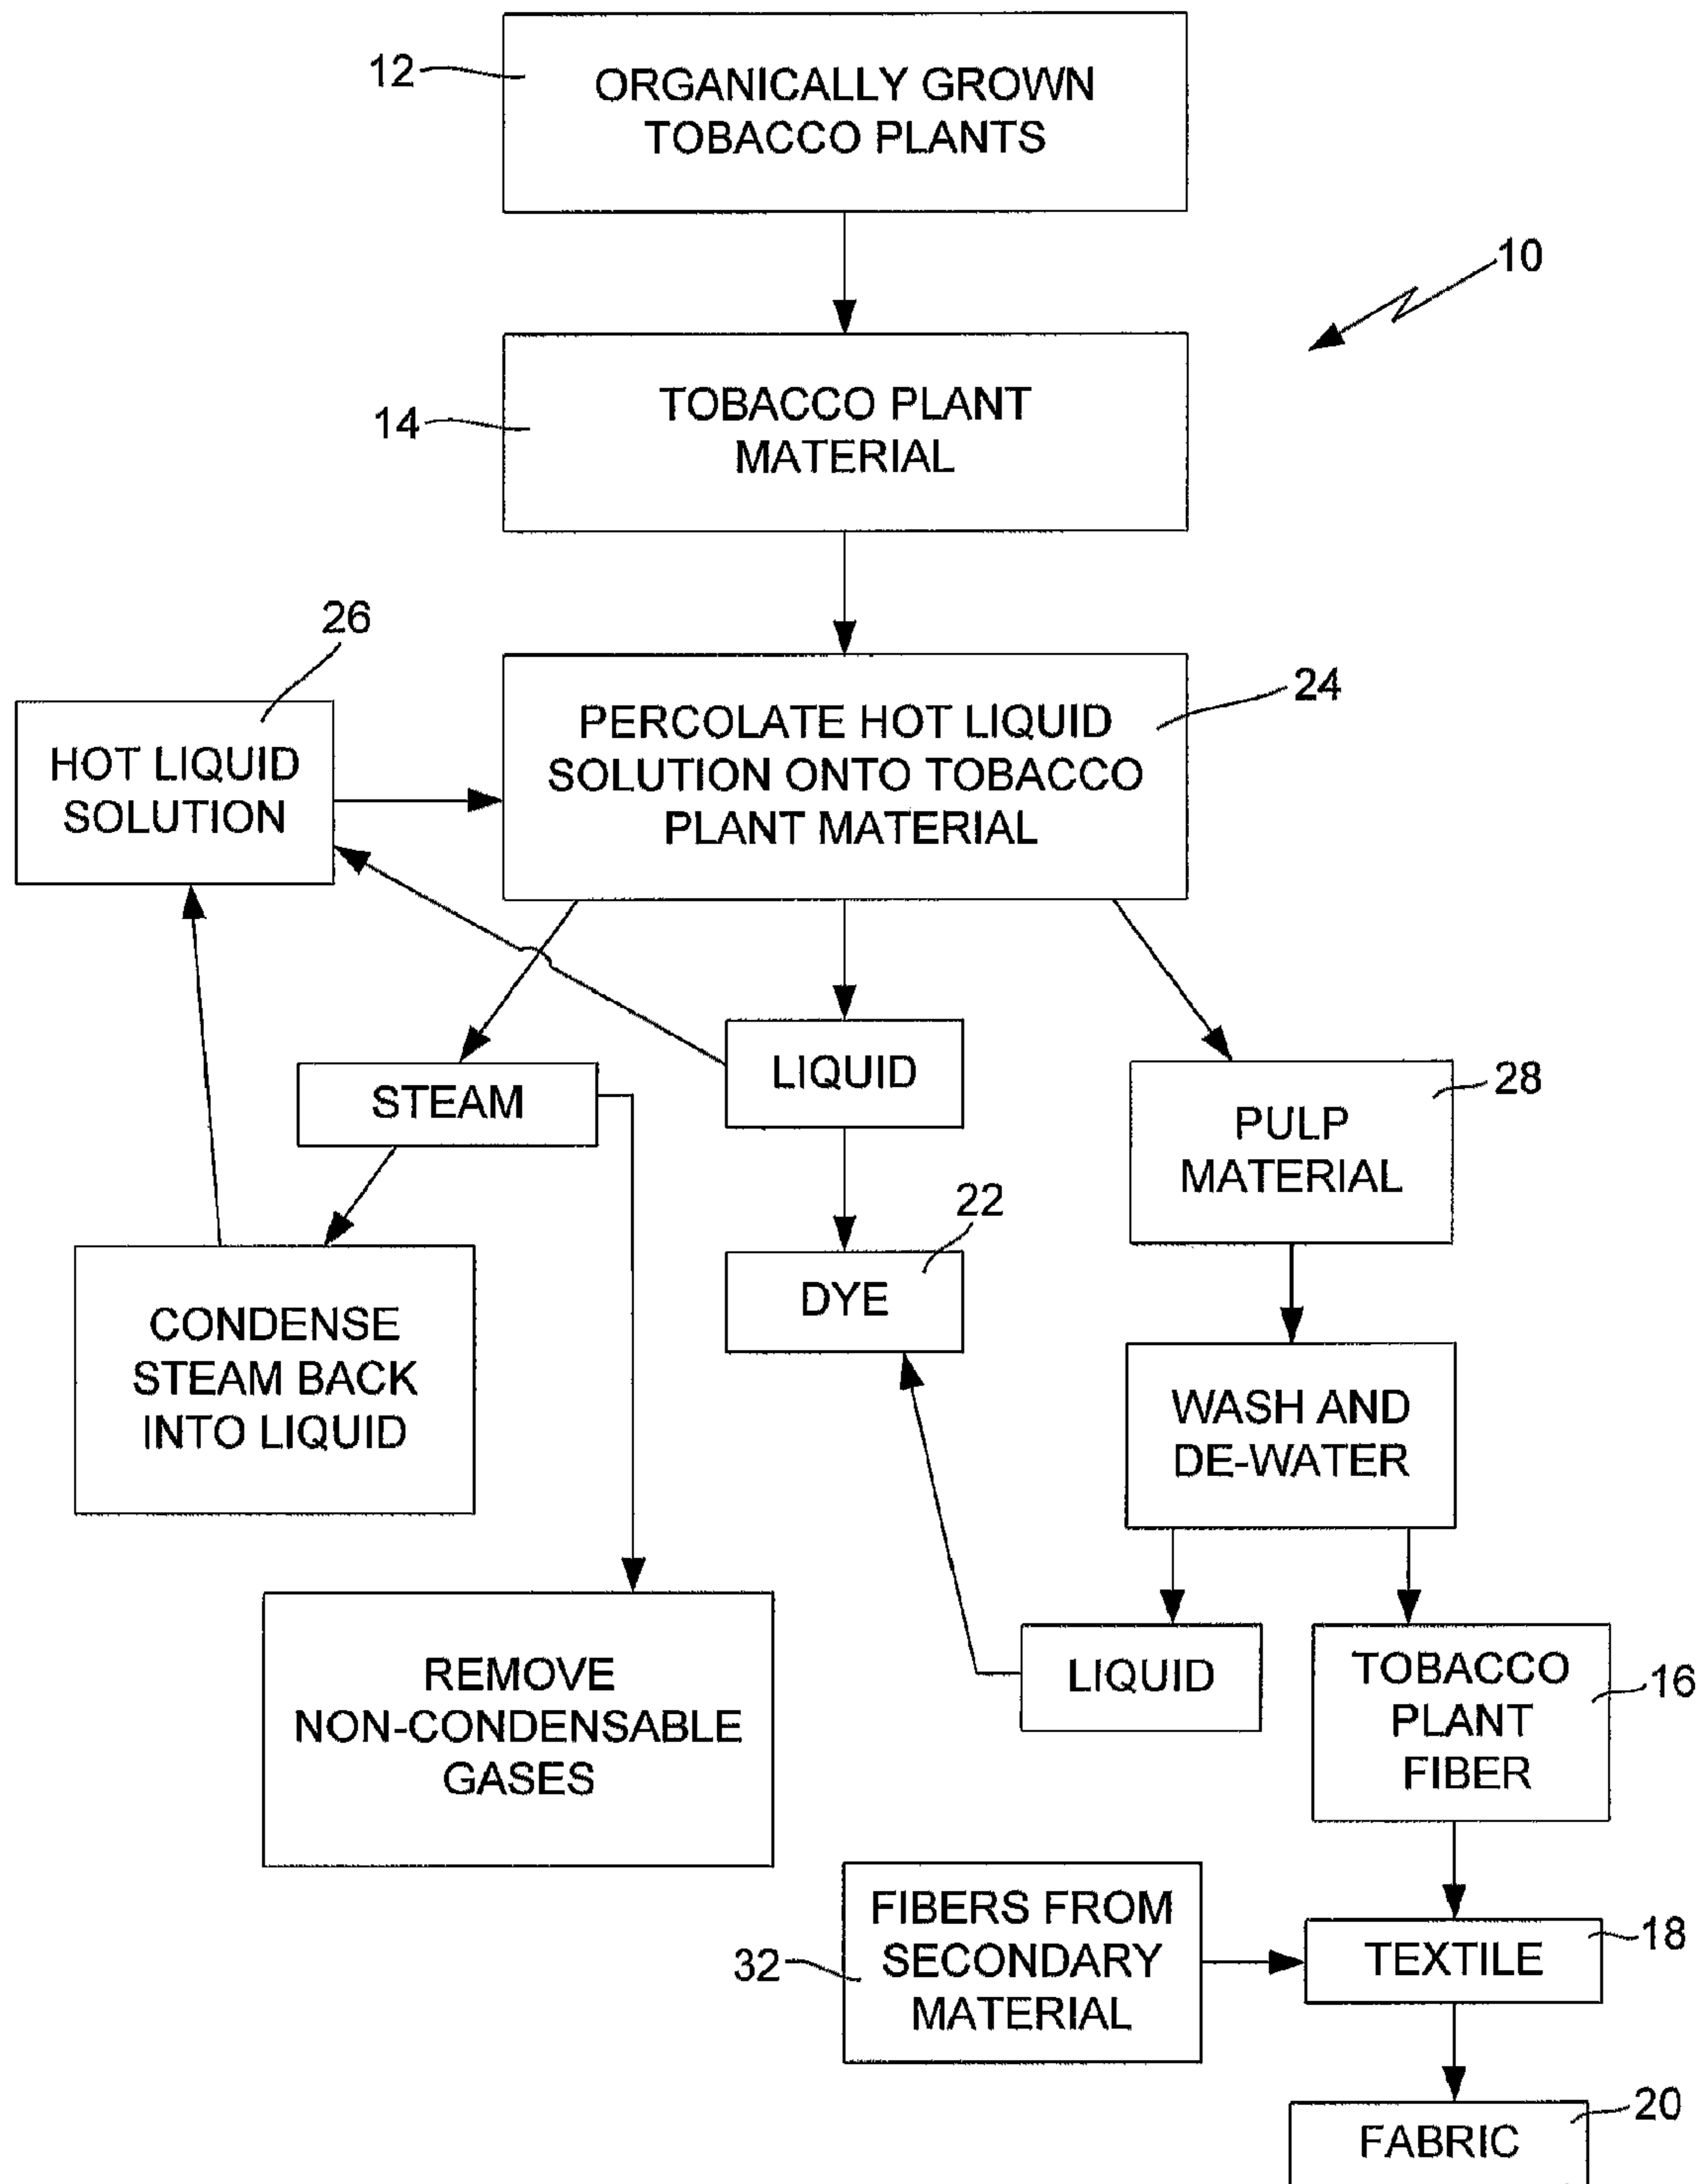 12
ORGANICALLY GROWN
TOBACCO PLANTS
10
14
TOBACCO PLANT
MATERIAL
26
HOT LIQUID
SOLUTION
24
PERCOLATE HOT LIQUID
SOLUTION ONTO TOBACCO
PLANT MATERIAL
STEAM
LIQUID
28
PULP
MATERIAL
22
DYE
CONDENSE
STEAM BACK
INTO LIQUID
WASH AND
DE-WATER
REMOVE
NON-CONDENSABLE
GASES
LIQUID
TOBACCO
PLANT
FIBER
16
32
FIBERS FROM
SECONDARY
MATERIAL
TEXTILE
18
FABRIC
20